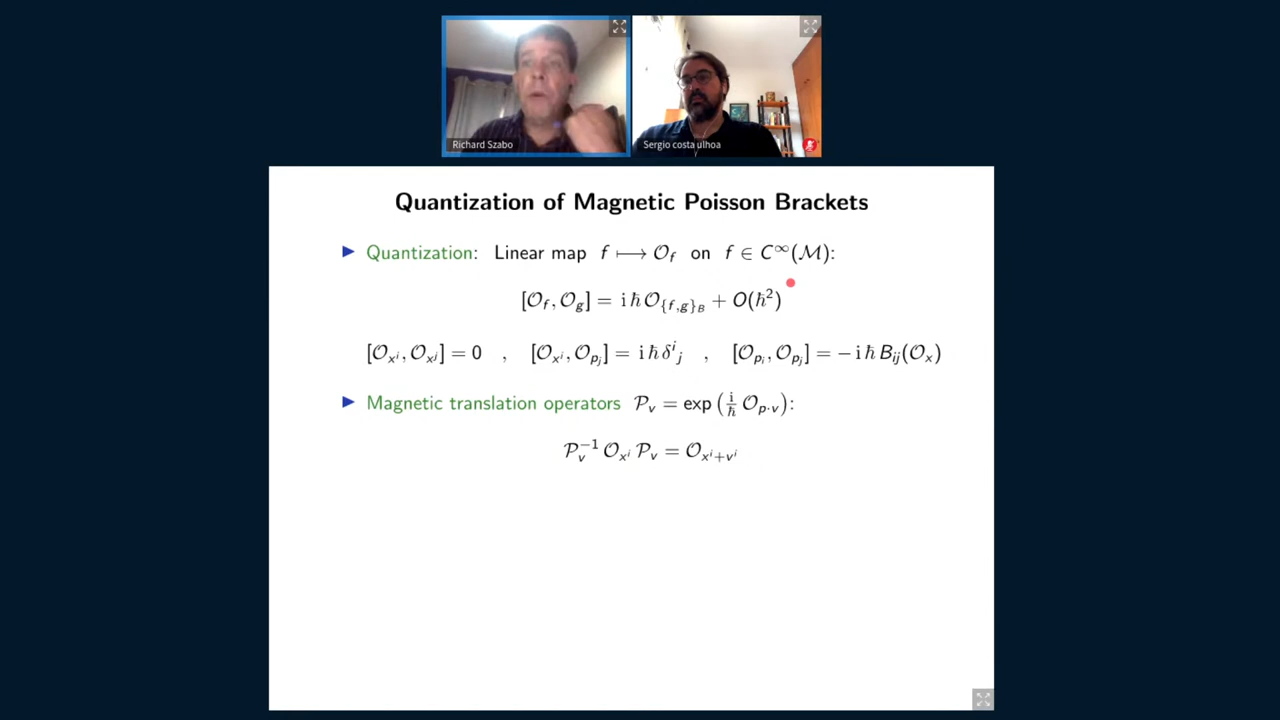 Richard Szabo
Sergio costa ulhoa
Quantization of Magnetic Poisson Brackets
▶ Quantization: Linear map f ⟼ 𝒪_f on f ∈ C^∞(ℳ):
[𝒪_f, 𝒪_g] = i ℏ 𝒪_{{f,g}_B} + O(ℏ²)
[𝒪_{x^i}, 𝒪_{x^j}] = 0 , [𝒪_{x^i}, 𝒪_{p_j}] = i ℏ δ^i_j , [𝒪_{p_i}, 𝒪_{p_j}] = − i ℏ B_{ij}(𝒪_x)
▶ Magnetic translation operators 𝒫_v = exp (i/ℏ 𝒪_{p·v}):
𝒫_v^{−1} 𝒪_{x^i} 𝒫_v = 𝒪_{x^i+v^i}